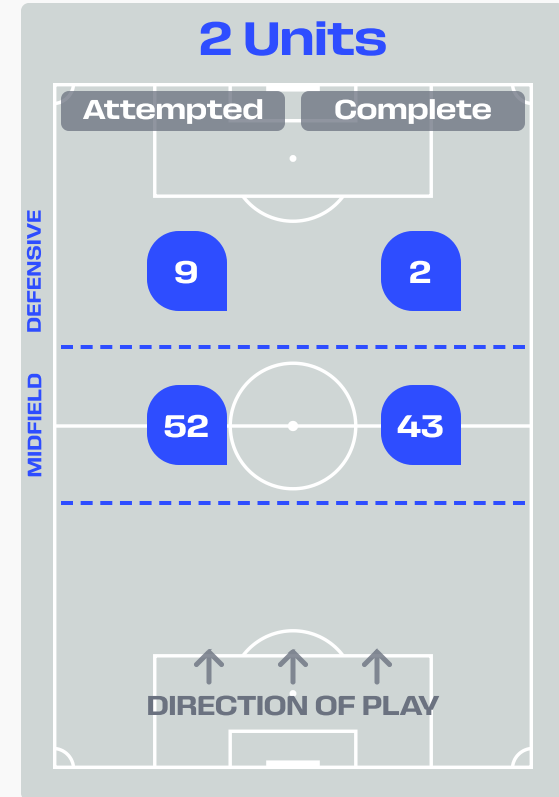 2 Units
Attempted Complete
DEFENSIVE
9 2
MIDFIELD
52 43
DIRECTION OF PLAY